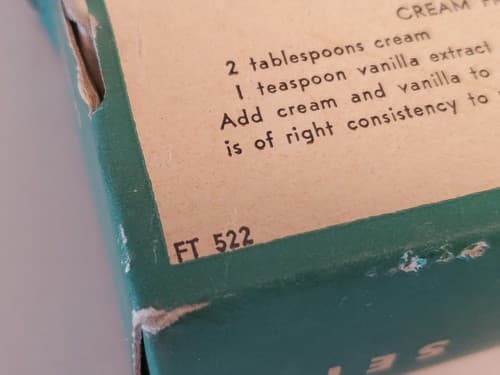 CREAM
2 tablespoons cream
1 teaspoon vanilla extract
Add cream and vanilla to
is of right consistency to
FT 522